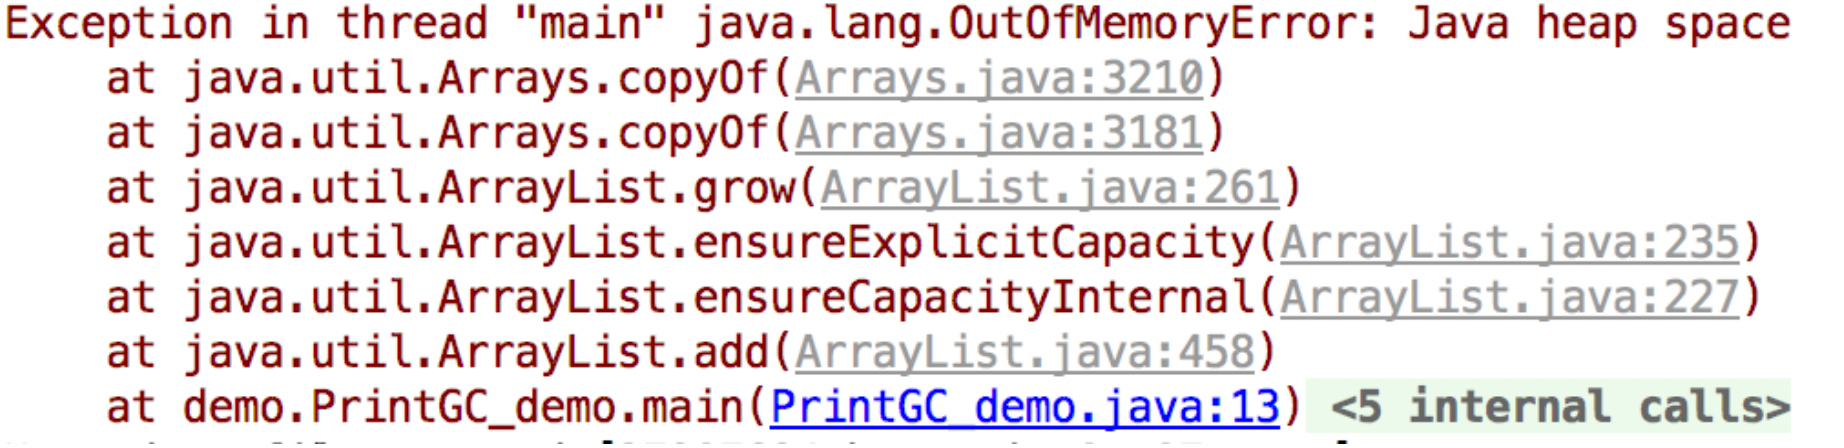 Exception in thread "main" java.lang.OutOfMemoryError: Java heap space
at java.util.Arrays.copyOf(Arrays.java:3210)
at java.util.Arrays.copyOf(Arrays.java:3181)
at java.util.ArrayList.grow(ArrayList.java:261)
at java.util.ArrayList.ensureExplicitCapacity(ArrayList.java:235)
at java.util.ArrayList.ensureCapacityInternal(ArrayList.java:227)
at java.util.ArrayList.add(ArrayList.java:458)
at demo.PrintGC_demo.main(PrintGC_demo.java:13) <5 internal calls>